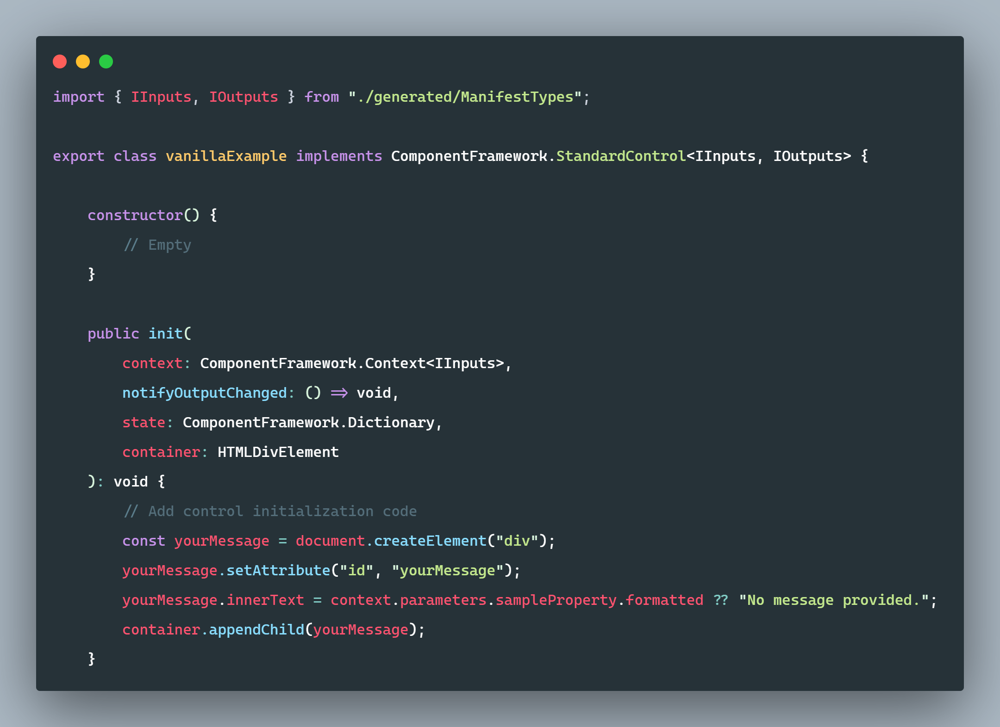 import { IInputs, IOutputs } from "./generated/ManifestTypes";
export class vanillaExample implements ComponentFramework.StandardControl<IInputs, IOutputs> {
constructor() {
// Empty
}
public init(
context: ComponentFramework.Context<IInputs>,
notifyOutputChanged: () => void,
state: ComponentFramework.Dictionary,
container: HTMLDivElement
): void {
// Add control initialization code
const yourMessage = document.createElement("div");
yourMessage.setAttribute("id", "yourMessage");
yourMessage.innerText = context.parameters.sampleProperty.formatted ?? "No message provided.";
container.appendChild(yourMessage);
}